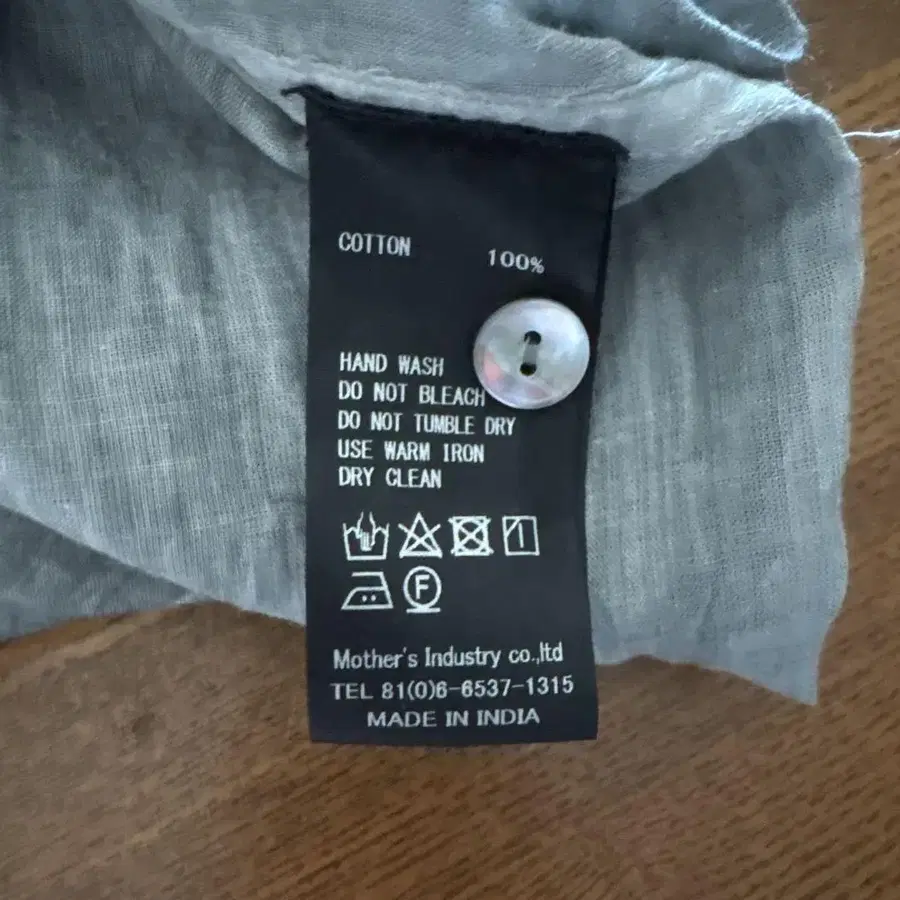 COTTON 100%
HAND WASH
DO NOT BLEACH
DO NOT TUMBLE DRY
USE WARM IRON
DRY CLEAN
F
Mother's Industry co.,ltd
TEL 81(0)6-6537-1315
MADE IN INDIA